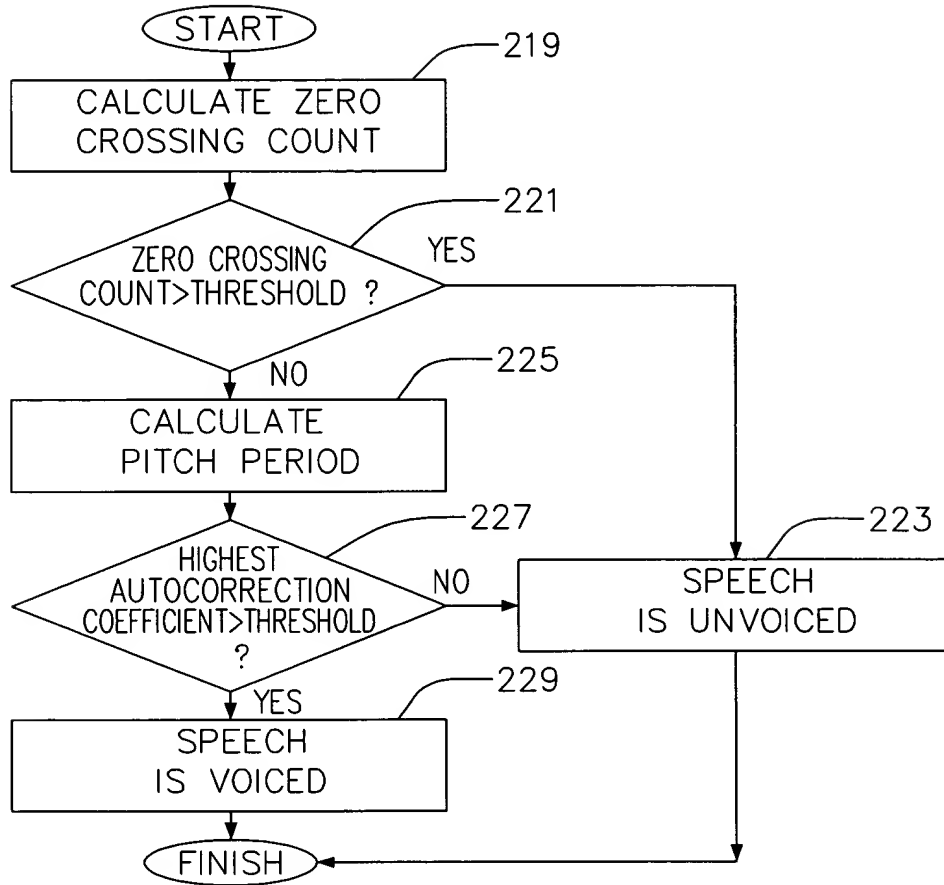 START
219
CALCULATE ZERO
CROSSING COUNT
221
ZERO CROSSING
COUNT>THRESHOLD ?
YES
NO
225
CALCULATE
PITCH PERIOD
227
HIGHEST
AUTOCORRECTION
COEFFICIENT>THRESHOLD
?
NO
223
SPEECH
IS UNVOICED
YES
229
SPEECH
IS VOICED
FINISH